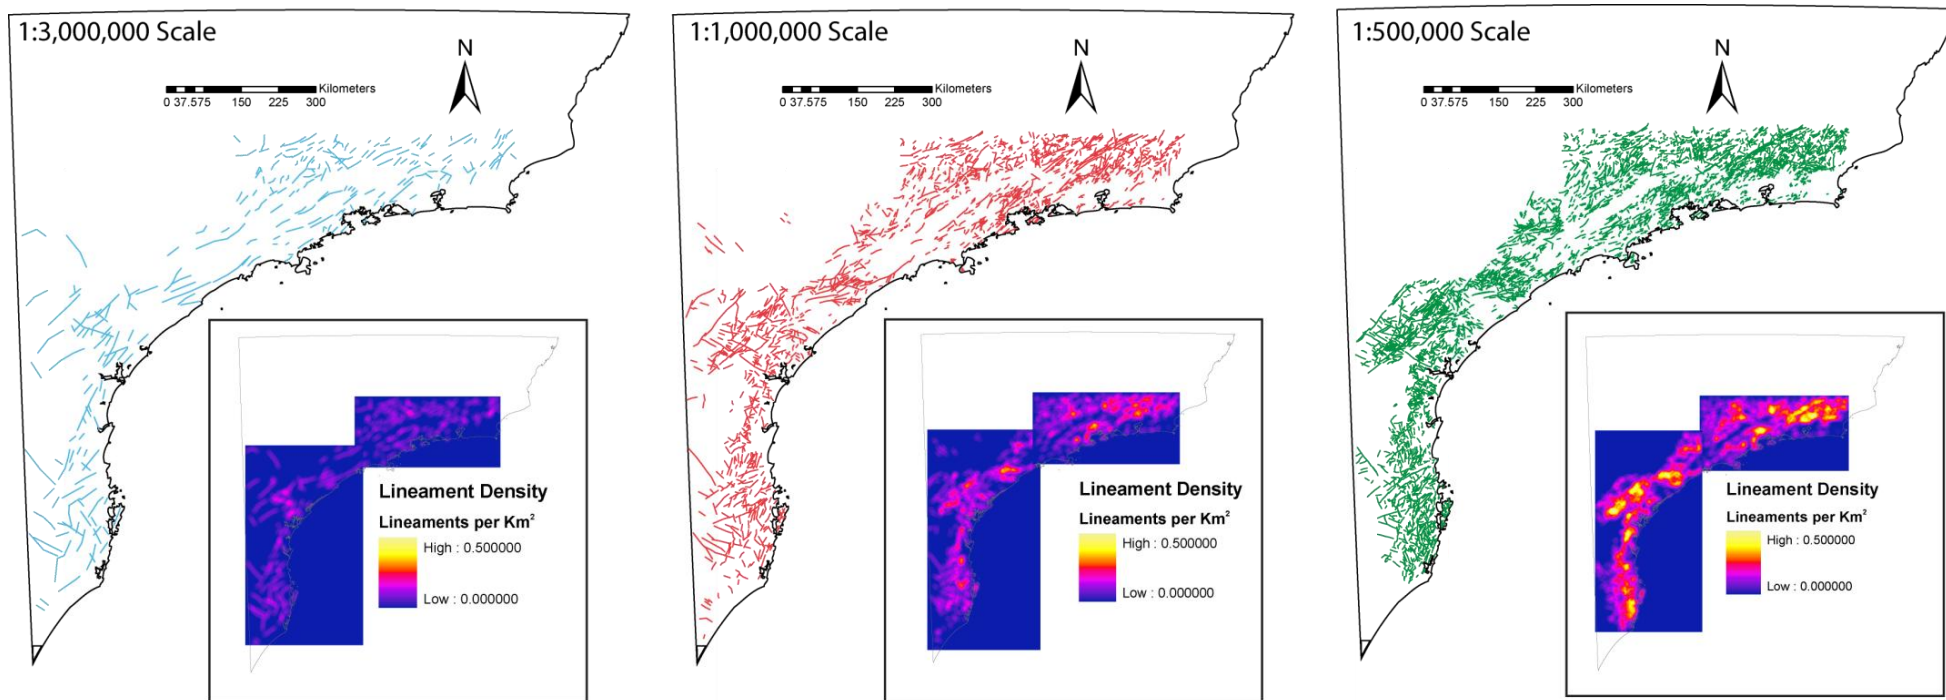 1:3,000,000 Scale
N
Kilometers
0 37.575 150 225 300
Lineament Density
Lineaments per Km²
High : 0.500000
Low : 0.000000
1:1,000,000 Scale
N
Kilometers
0 37.575 150 225 300
Lineament Density
Lineaments per Km²
High : 0.500000
Low : 0.000000
1:500,000 Scale
N
Kilometers
0 37.575 150 225 300
Lineament Density
Lineaments per Km²
High : 0.500000
Low : 0.000000